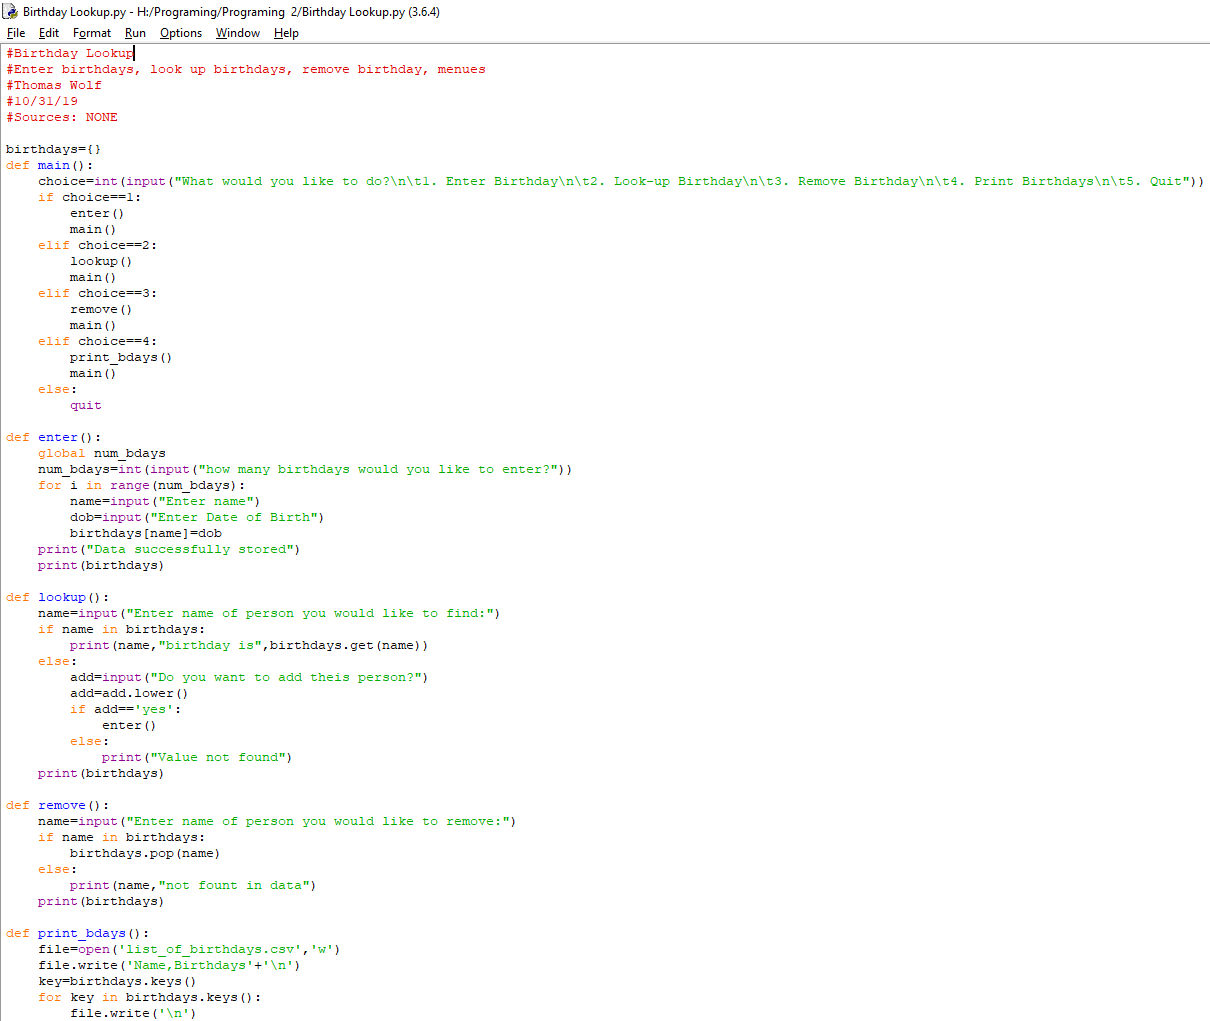 Birthday Lookup.py - H:/Programing/Programing 2/Birthday Lookup.py (3.6.4)
File Edit Format Run Options Window Help
#Birthday Lookup
#Enter birthdays, look up birthdays, remove birthday, menues
#Thomas Wolf
#10/31/19
#Sources: NONE

birthdays={}
def main():
    choice=int(input("What would you like to do?\n\t1. Enter Birthday\n\t2. Look-up Birthday\n\t3. Remove Birthday\n\t4. Print Birthdays\n\t5. Quit"))
    if choice==1:
        enter()
        main()
    elif choice==2:
        lookup()
        main()
    elif choice==3:
        remove()
        main()
    elif choice==4:
        print_bdays()
        main()
    else:
        quit

def enter():
    global num_bdays
    num_bdays=int(input("how many birthdays would you like to enter?"))
    for i in range(num_bdays):
        name=input("Enter name")
        dob=input("Enter Date of Birth")
        birthdays[name]=dob
    print("Data successfully stored")
    print(birthdays)

def lookup():
    name=input("Enter name of person you would like to find:")
    if name in birthdays:
        print(name,"birthday is",birthdays.get(name))
    else:
        add=input("Do you want to add theis person?")
        add=add.lower()
        if add=='yes':
            enter()
        else:
            print("Value not found")
    print(birthdays)

def remove():
    name=input("Enter name of person you would like to remove:")
    if name in birthdays:
        birthdays.pop(name)
    else:
        print(name,"not fount in data")
    print(birthdays)

def print_bdays():
    file=open('list_of_birthdays.csv','w')
    file.write('Name,Birthdays'+'\n')
    key=birthdays.keys()
    for key in birthdays.keys():
        file.write('\n')